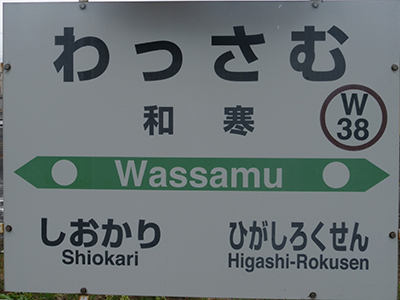 わっさむ
和寒
W
38
Wassamu
しおかり
Shiokari
ひがしろくせん
Higashi-Rokusen